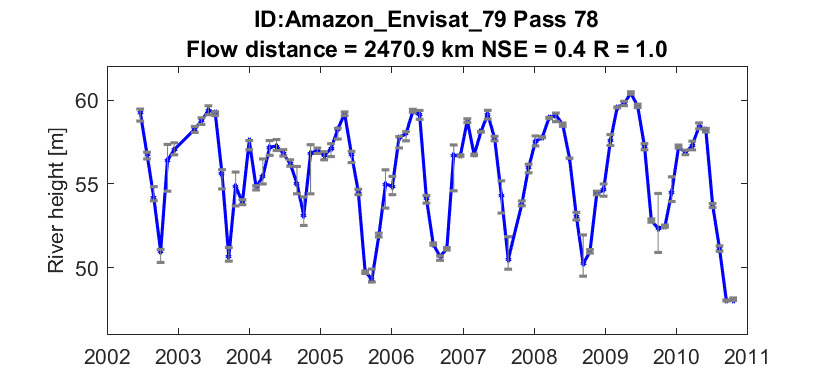 ID:Amazon_Envisat_79 Pass 78
Flow distance = 2470.9 km NSE = 0.4 R = 1.0
River height [m]
60
55
50
2002 2003 2004 2005 2006 2007 2008 2009 2010 2011